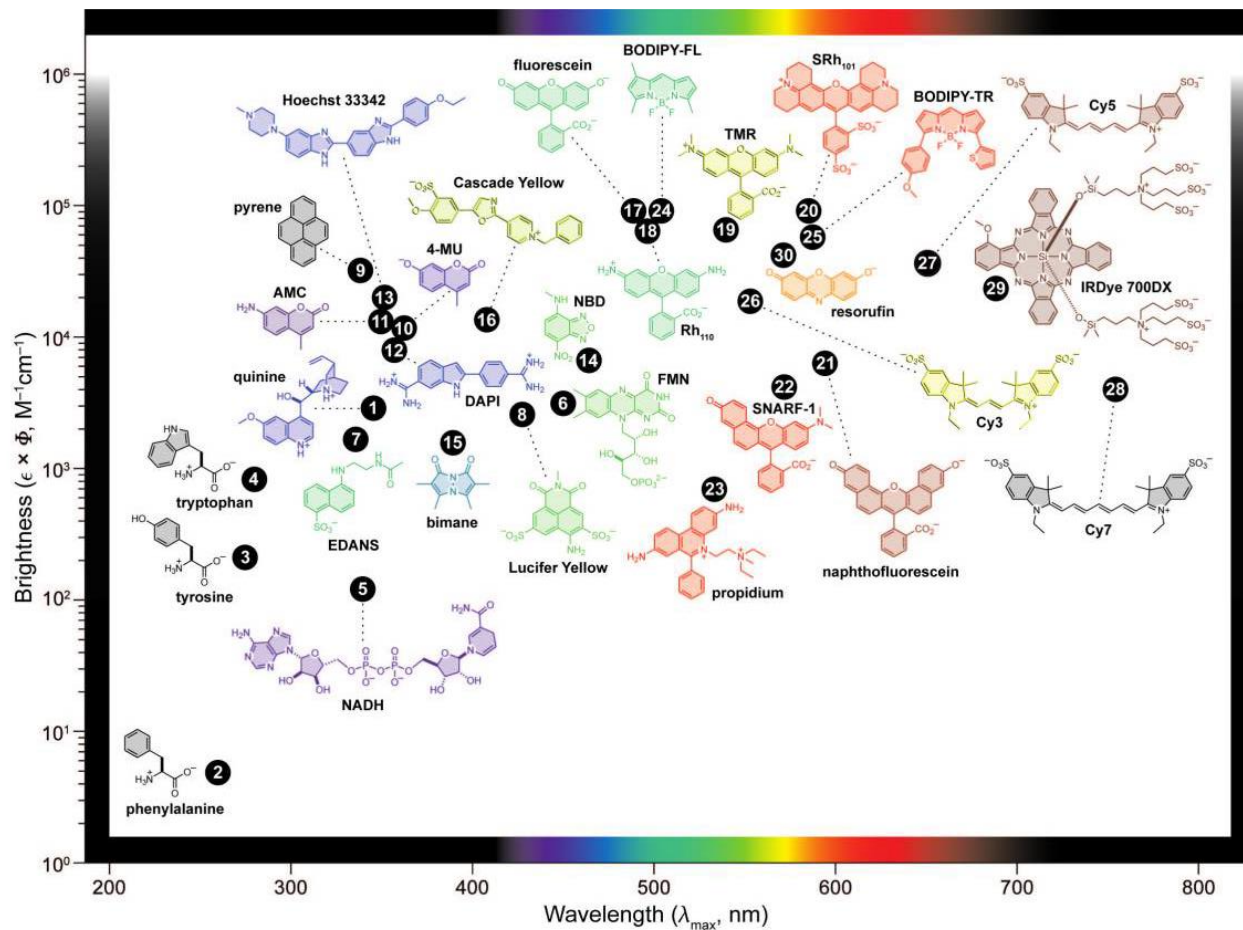 fluorescein
BODIPY-FL
SRh101
BODIPY-TR
Cy5
Hoechst 33342
TMR
Cascade Yellow
pyrene
4-MU
AMC
NBD
Rh110
resorufin
IRDye 700DX
quinine
DAPI
FMN
SNARF-1
Cy3
tryptophan
EDANS
bimane
Lucifer Yellow
propidium
naphthofluorescein
Cy7
tyrosine
NADH
phenylalanine
1
2
3
4
5
6
7
8
9
10
11
12
13
14
15
16
17
18
19
20
21
22
23
24
25
26
27
28
29
30
Brightness (ϵ × Φ, M⁻¹cm⁻¹)
10⁶
10⁵
10⁴
10³
10²
10¹
10⁰
200 300 400 500 600 700 800
Wavelength (λmax, nm)